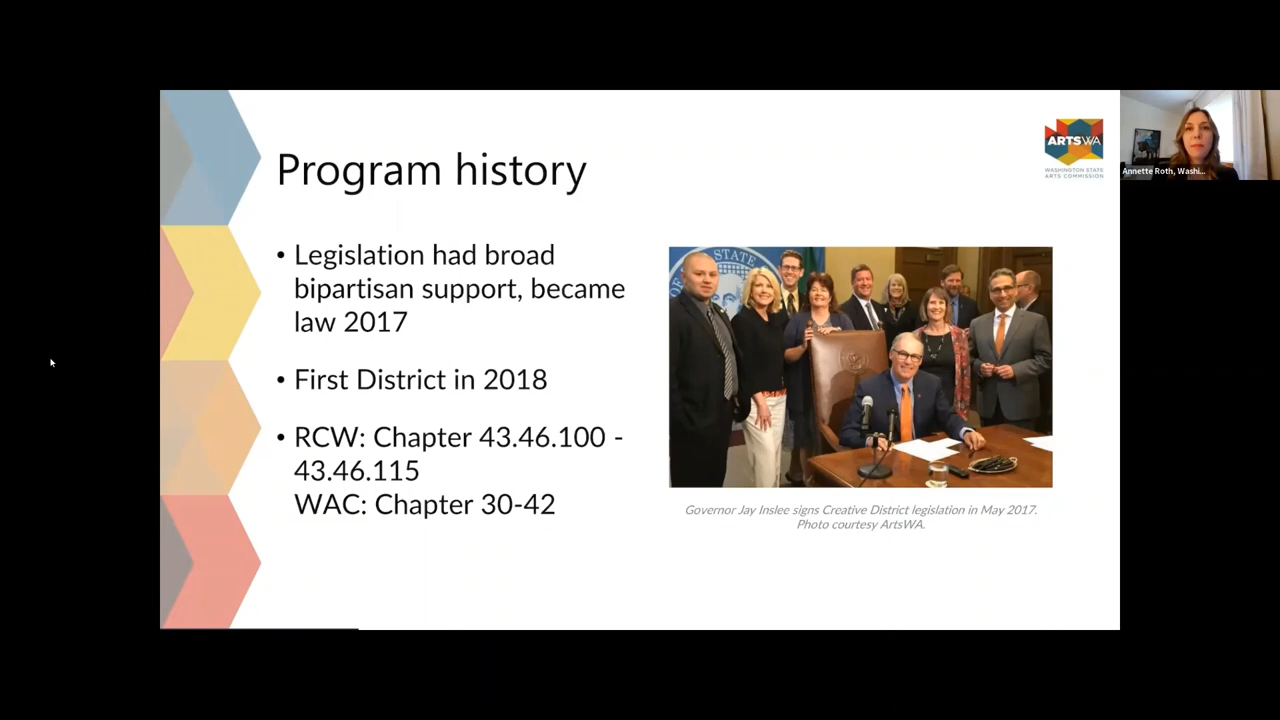 Program history
ARTSWA
WASHINGTON STATE
ARTS COMMISSION
Annette Roth, Washi...
• Legislation had broad
bipartisan support, became
law 2017
• First District in 2018
• RCW: Chapter 43.46.100 -
43.46.115
WAC: Chapter 30-42
STATE
Governor Jay Inslee signs Creative District legislation in May 2017.
Photo courtesy ArtsWA.